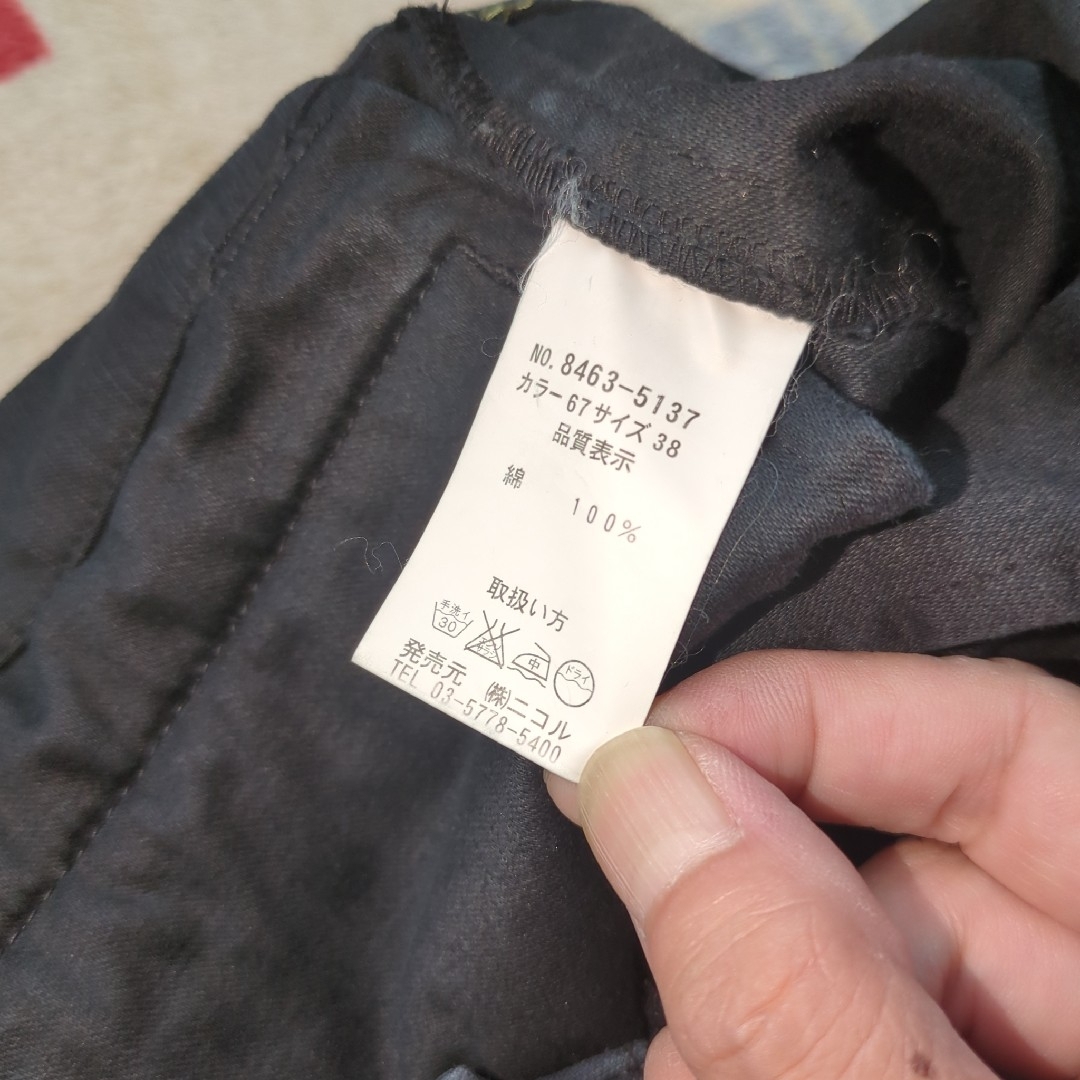 NO. 8463-5137
カラー67サイズ38
品質表示
綿 100%
取扱い方
手洗イ 30 中 ドライ
発売元 ㈱ニコル
TEL 03-5778-5400